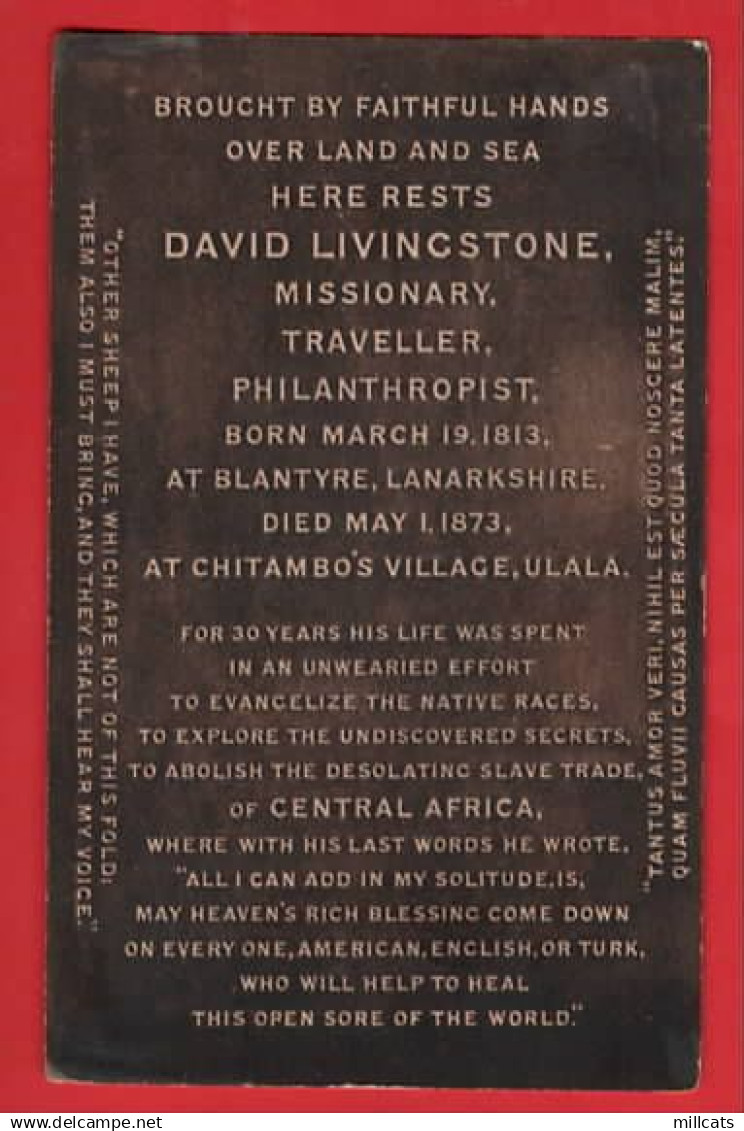 BROUGHT BY FAITHFUL HANDS
OVER LAND AND SEA
HERE RESTS
DAVID LIVINGSTONE,
MISSIONARY,
TRAVELLER,
PHILANTHROPIST,
BORN MARCH 19.1813,
AT BLANTYRE, LANARKSHIRE,
DIED MAY 1,1873,
AT CHITAMBO'S VILLAGE, ULALA.
FOR 30 YEARS HIS LIFE WAS SPENT
IN AN UNWEARIED EFFORT
TO EVANGELIZE THE NATIVE RACES,
TO EXPLORE THE UNDISCOVERED SECRETS,
TO ABOLISH THE DESOLATING SLAVE TRADE,
OF CENTRAL AFRICA,
WHERE WITH HIS LAST WORDS HE WROTE,
"ALL I CAN ADD IN MY SOLITUDE, IS,
MAY HEAVEN'S RICH BLESSING COME DOWN
ON EVERY ONE, AMERICAN, ENGLISH, OR TURK,
WHO WILL HELP TO HEAL
THIS OPEN SORE OF THE WORLD."
"OTHER SHEEP I HAVE, WHICH ARE NOT OF THIS FOLD:
THEM ALSO I MUST BRING, AND THEY SHALL HEAR MY VOICE."
"TANTUS AMOR VERI, NIHIL EST QUOD NOSCERE MALIM,
QUAM FLUVII CAUSAS PER SÆCULA TANTA LATENTES."
millcats